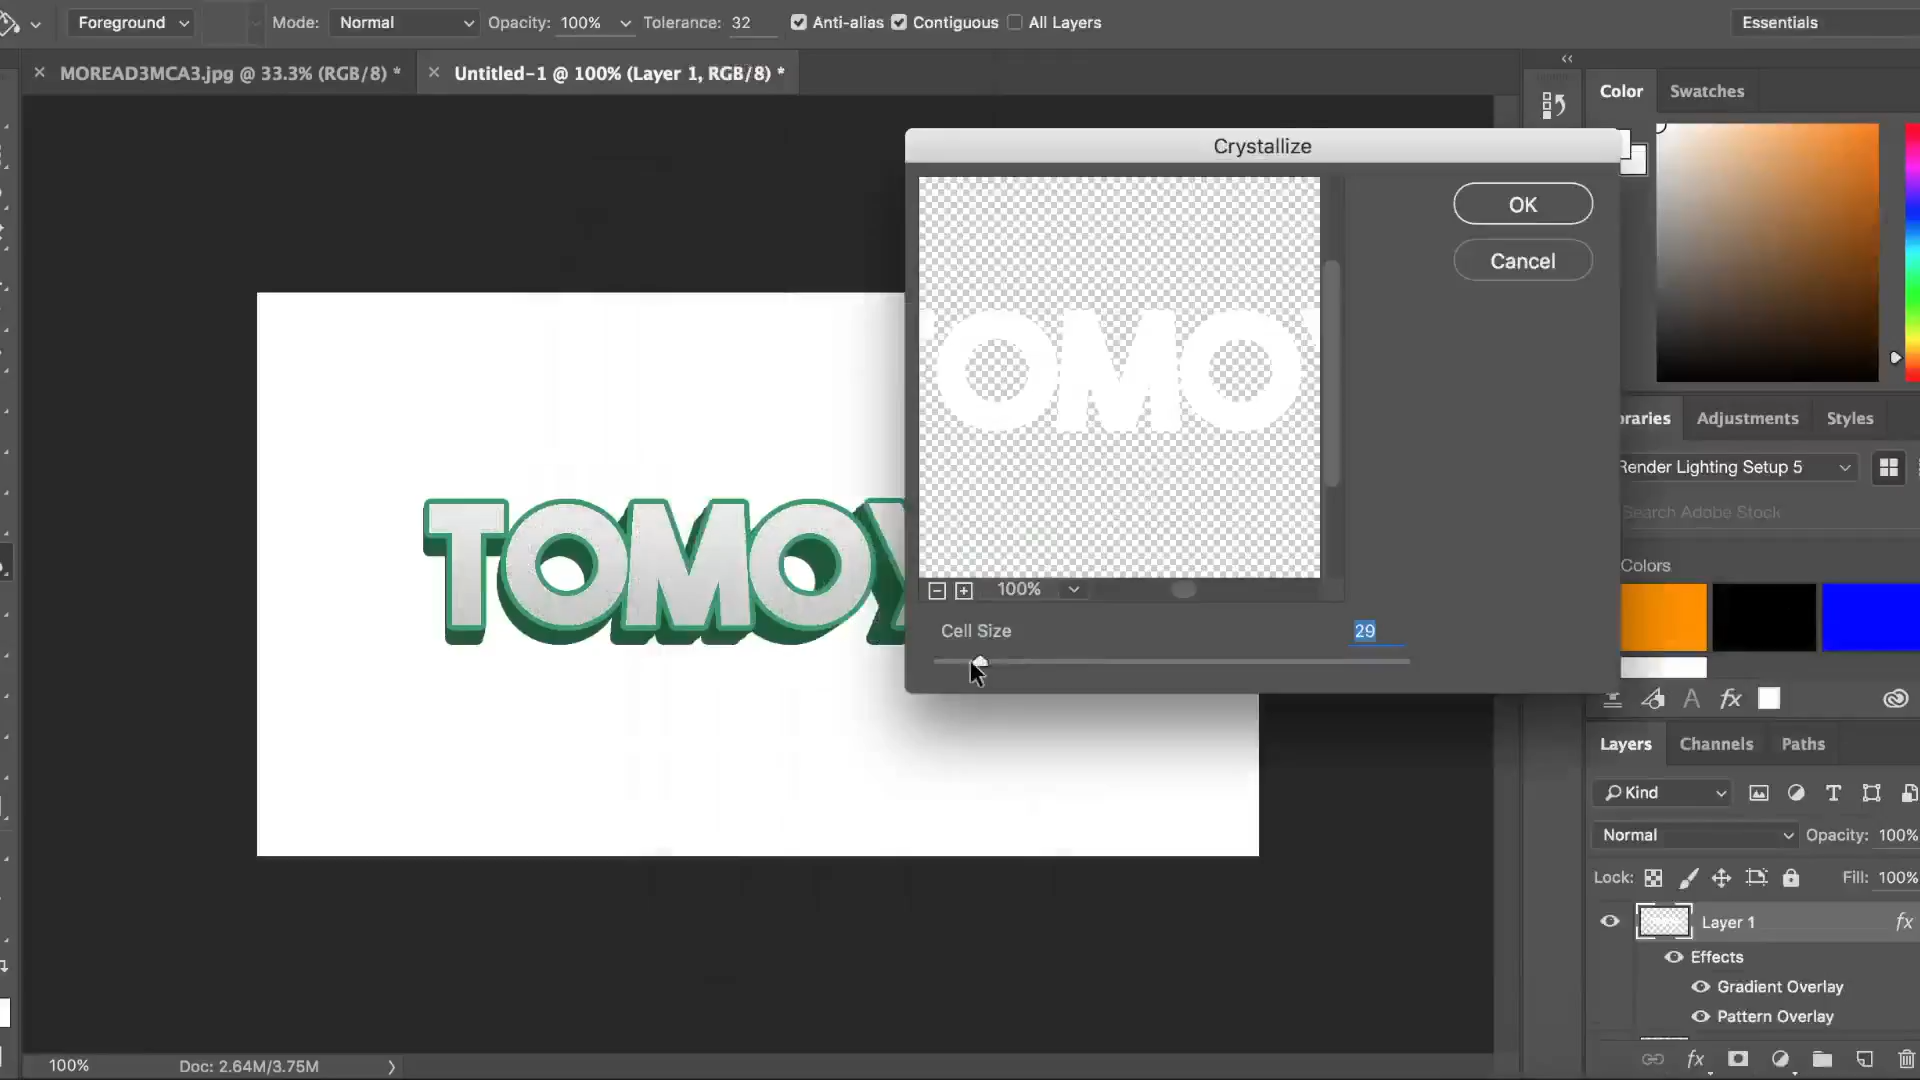 Foreground Mode: Normal Opacity: 100% Tolerance: 32 Anti-alias Contiguous All Layers Essentials
MOREAD3MCA3.jpg @ 33.3% (RGB/8) * Untitled-1 @ 100% (Layer 1, RGB/8) *
Color Swatches
Crystallize
OK
Cancel
OMO
TOMO
100%
Cell Size 29
braries Adjustments Styles
Render Lighting Setup 5
Search Adobe Stock
Colors
Layers Channels Paths
Kind
Normal Opacity: 100%
Lock: Fill: 100%
Layer 1 fx
Effects
Gradient Overlay
Pattern Overlay
100% Doc: 2.64M/3.75M